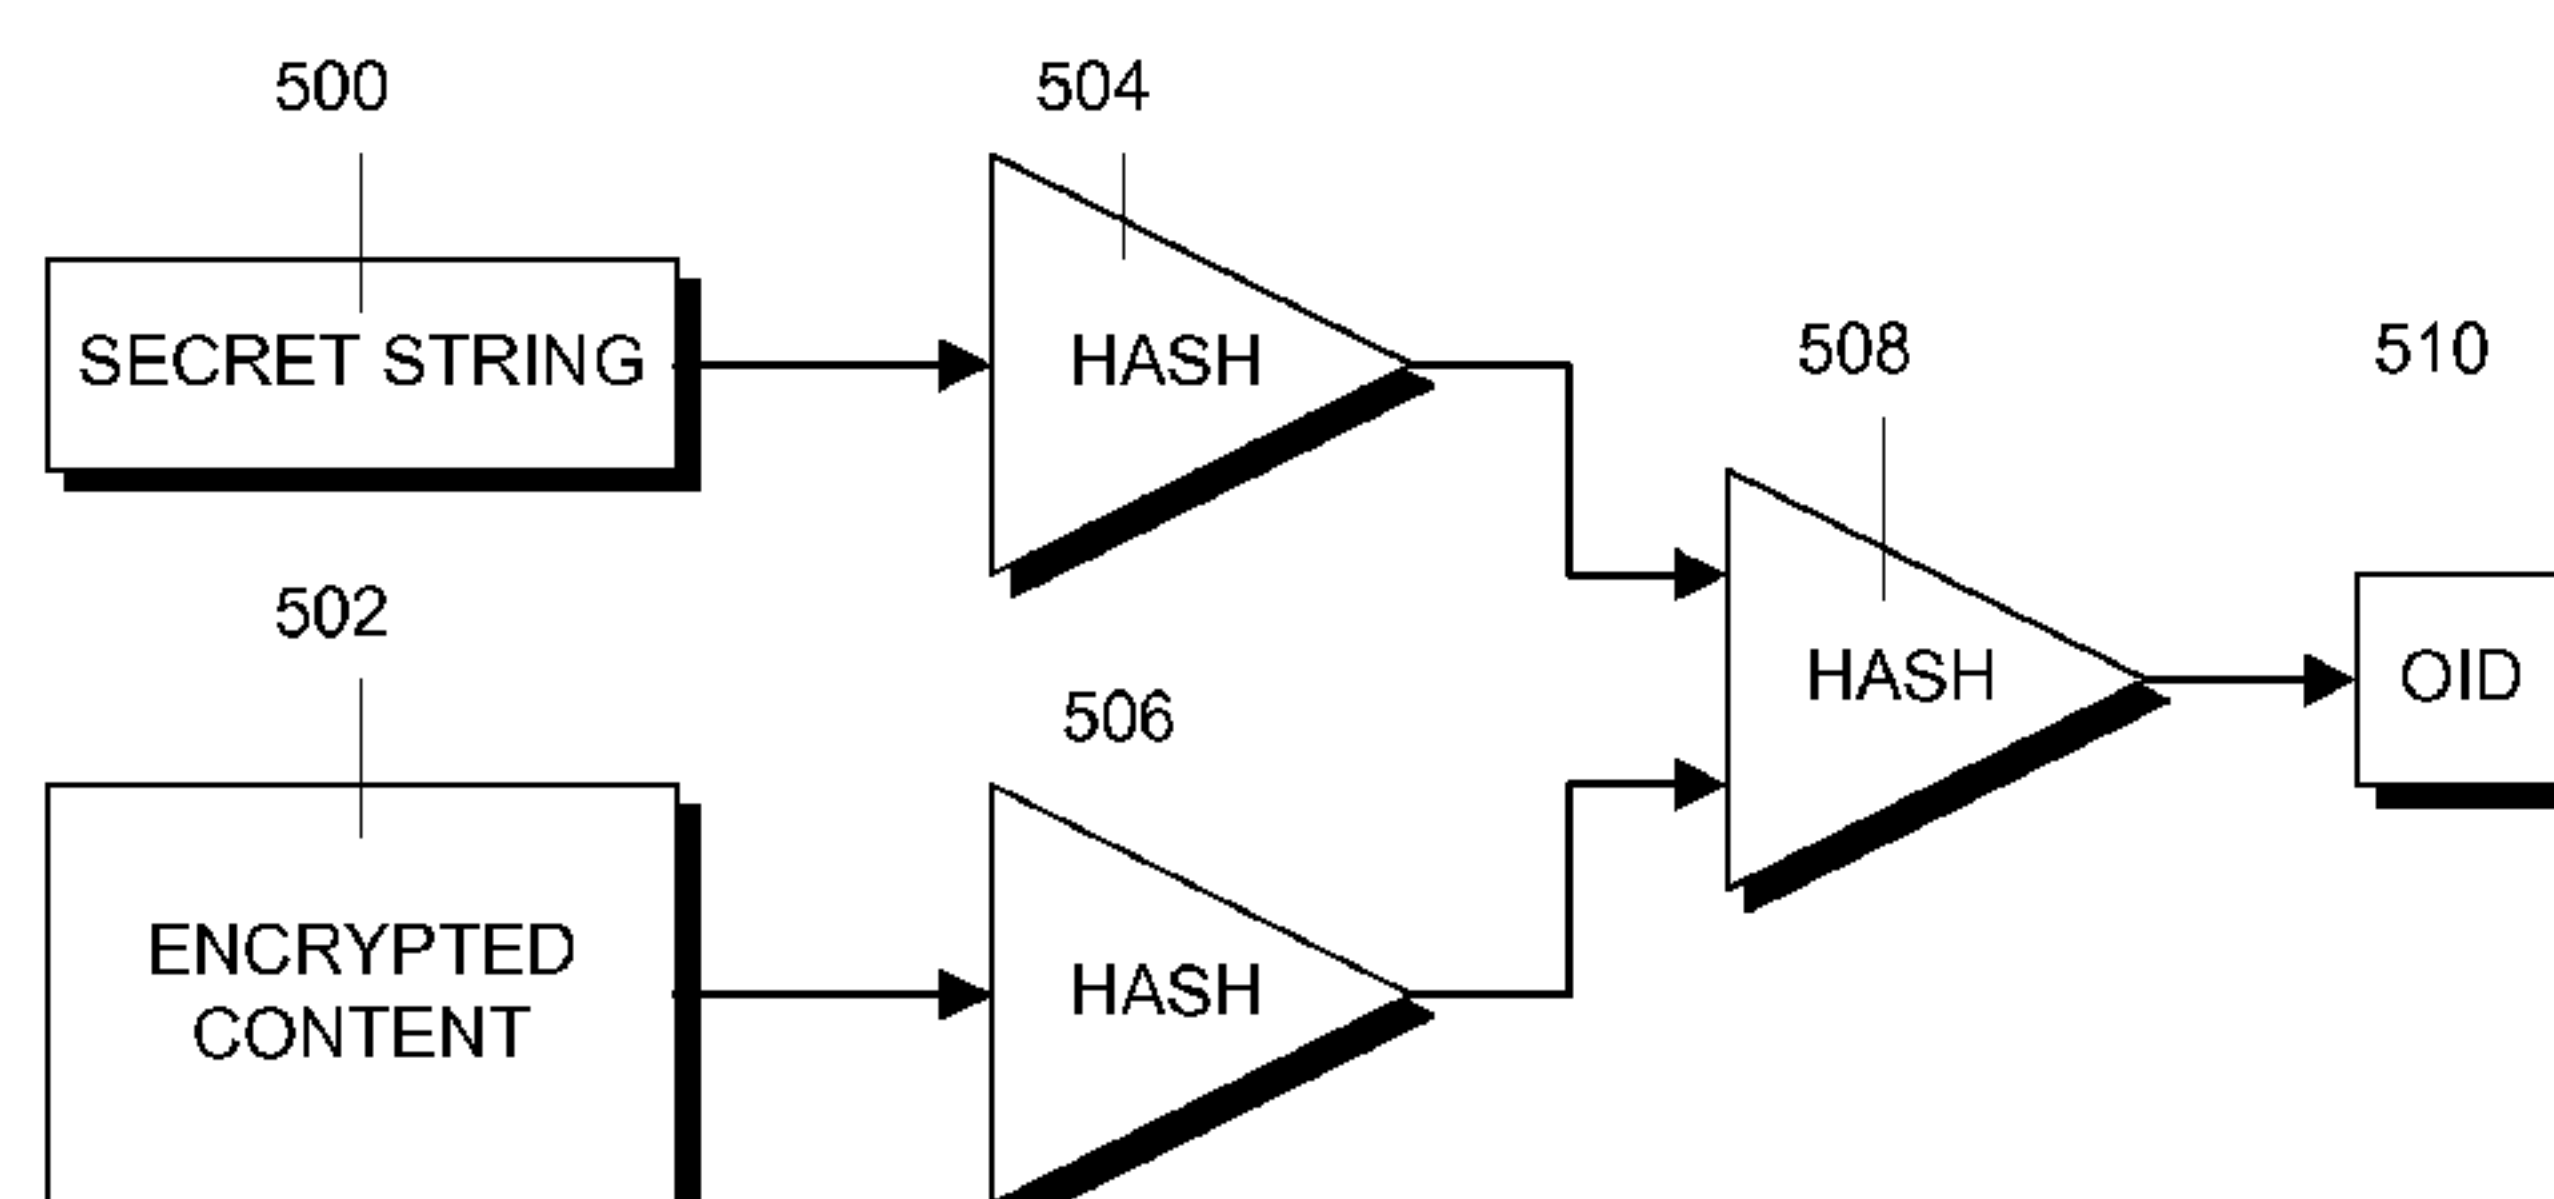 500
504
SECRET STRING
HASH
508
510
502
506
HASH
OID
ENCRYPTED
CONTENT
HASH